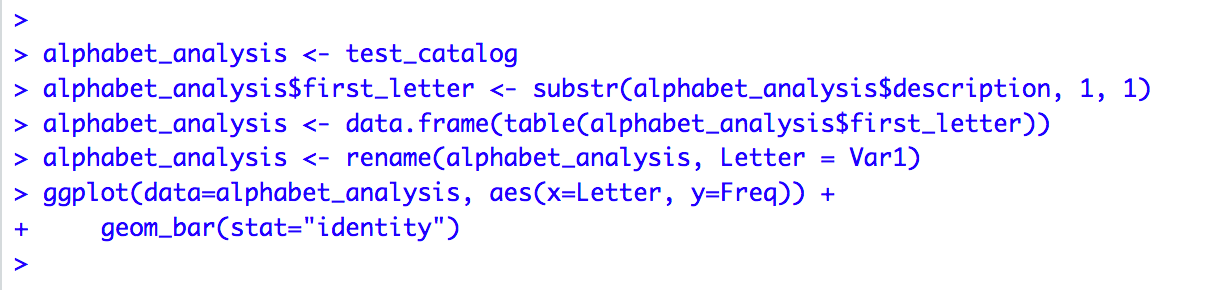 >
> alphabet_analysis <- test_catalog
> alphabet_analysis$first_letter <- substr(alphabet_analysis$description, 1, 1)
> alphabet_analysis <- data.frame(table(alphabet_analysis$first_letter))
> alphabet_analysis <- rename(alphabet_analysis, Letter = Var1)
> ggplot(data=alphabet_analysis, aes(x=Letter, y=Freq)) +
+     geom_bar(stat="identity")
>